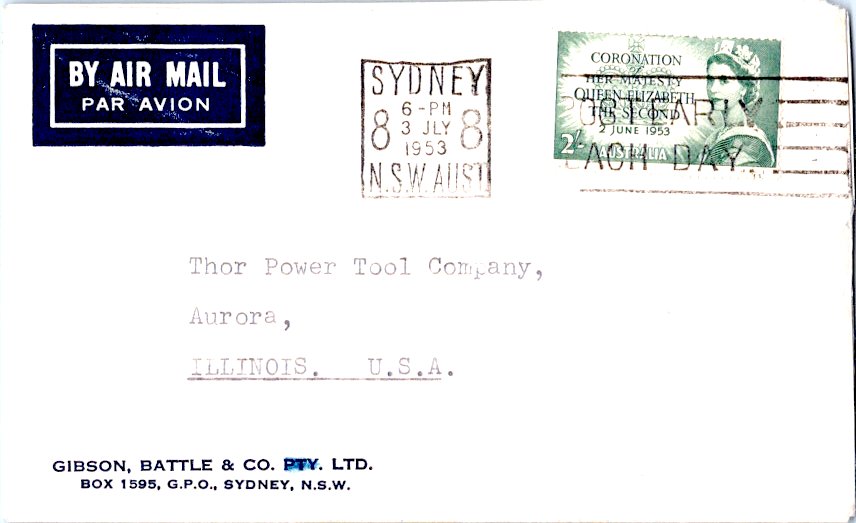 BY AIR MAIL
PAR AVION
SYDNEY
6-PM
8 3 JLY 8
1953
N.S.W. AUST
CORONATION
of
HER MAJESTY
QUEEN ELIZABETH
THE SECOND
2 JUNE 1953
2/- AUSTRALIA
POST EARLY
EACH DAY
Thor Power Tool Company,
Aurora,
ILLINOIS. U.S.A.
GIBSON, BATTLE & CO. PTY. LTD.
BOX 1595, G.P.O., SYDNEY, N.S.W.